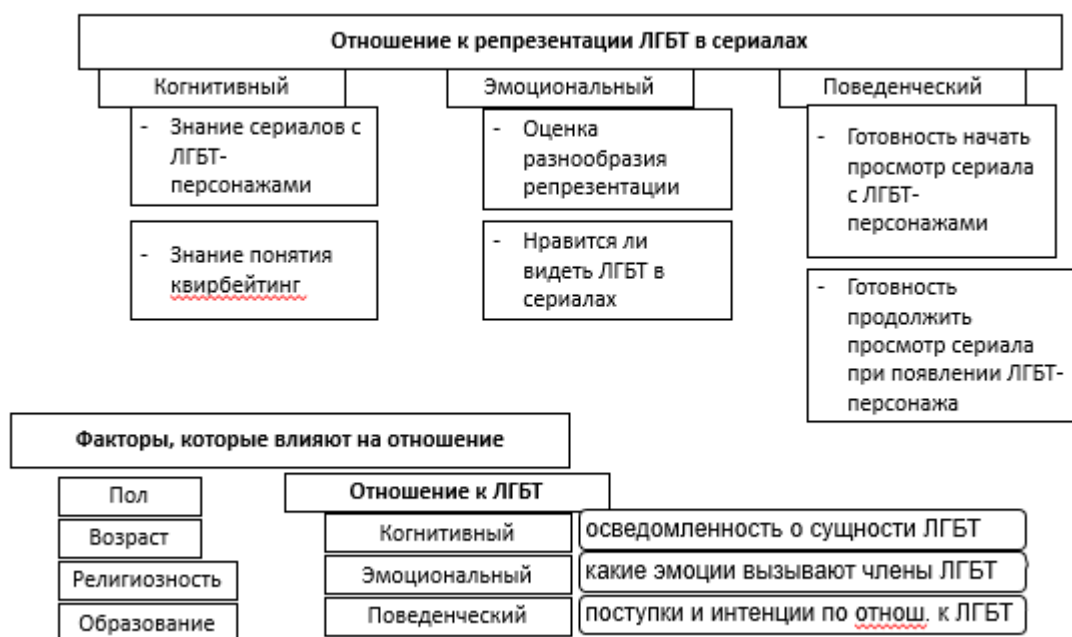 Отношение к репрезентации ЛГБТ в сериалах
Когнитивный
- Знание сериалов с
ЛГБТ-
персонажами
- Знание понятия
квирбейтинг
Эмоциональный
- Оценка
разнообразия
репрезентации
- Нравится ли
видеть ЛГБТ в
сериалах
Поведенческий
- Готовность начать
просмотр сериала
с ЛГБТ-
персонажами
- Готовность
продолжить
просмотр сериала
при появлении ЛГБТ-
персонажа
Факторы, которые влияют на отношение
Пол
Возраст
Религиозность
Образование
Отношение к ЛГБТ
Когнитивный
осведомленность о сущности ЛГБТ
Эмоциональный
какие эмоции вызывают члены ЛГБТ
Поведенческий
поступки и интенции по отнош. к ЛГБТ